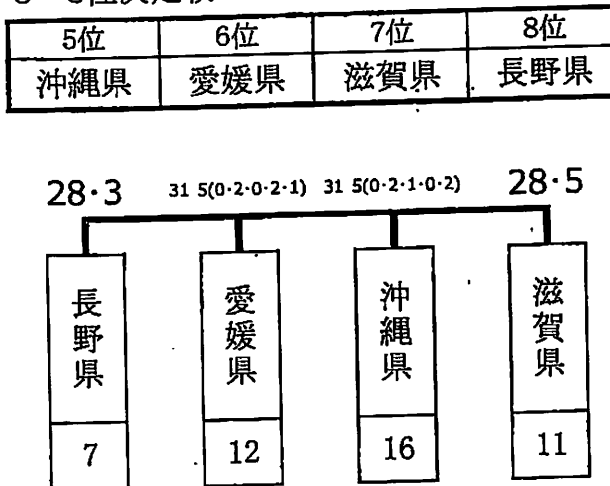 5位 6位 7位 8位
沖縄県 愛媛県 滋賀県 長野県
28・3 31 5(0・2・0・2・1) 31 5(0・2・1・0・2) 28・5
長野県 愛媛県 沖縄県 滋賀県
7 12 16 11